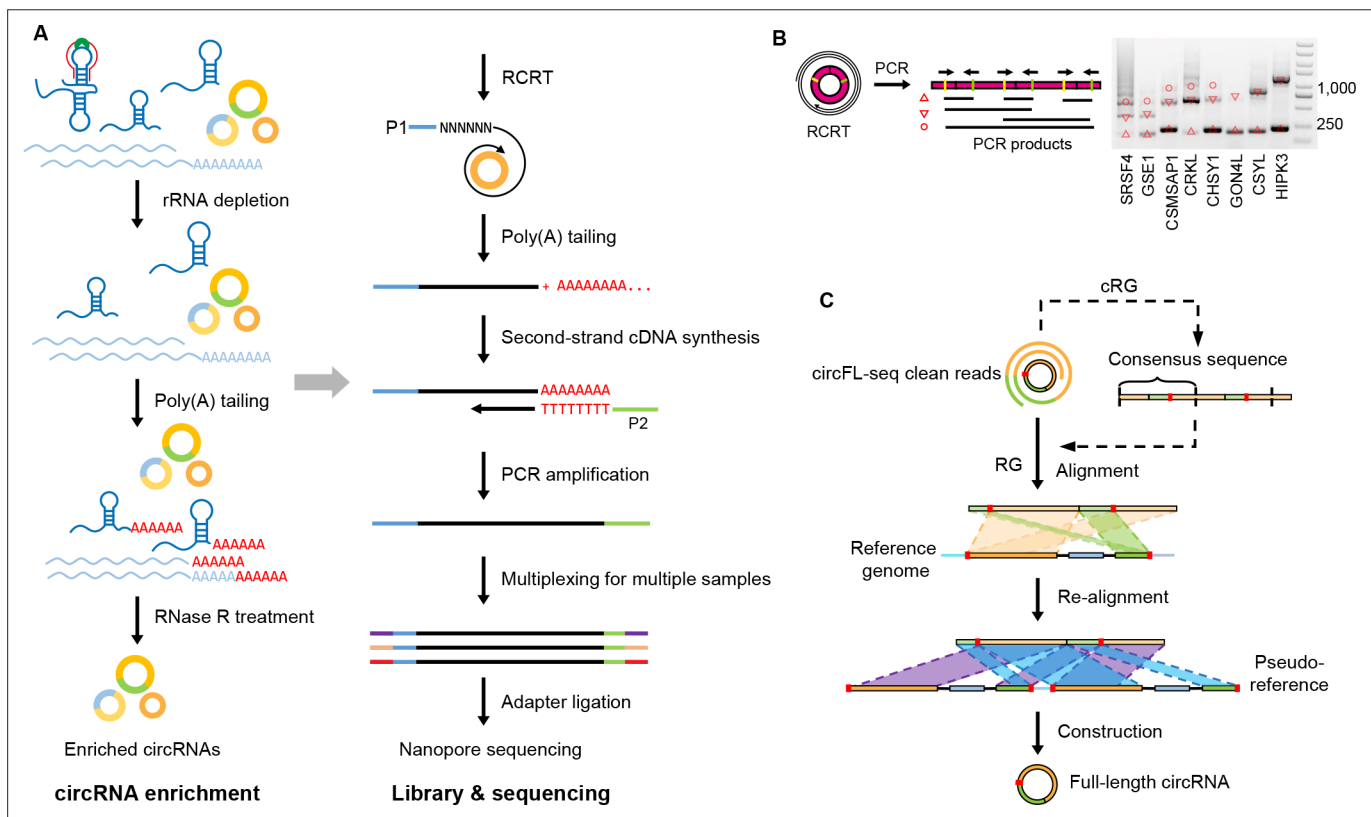 A
AAAAAAAA
rRNA depletion
AAAAAAAA
Poly(A) tailing
AAAAAA
AAAAAA
AAAAAA
AAAAAAAAAAA
RNase R treatment
Enriched circRNAs
circRNA enrichment
RCRT
P1
NNNNNN
Poly(A) tailing
+ AAAAAAAA...
Second-strand cDNA synthesis
AAAAAAAA
TTTTTTTT
P2
PCR amplification
Multiplexing for multiple samples
Adapter ligation
Nanopore sequencing
Library & sequencing
B
RCRT
PCR
PCR products
1,000
250
SRSF4
GSE1
CSMSAP1
CRKL
CHSY1
GON4L
CSYL
HIPK3
C
cRG
circFL-seq clean reads
Consensus sequence
RG
Alignment
Reference
genome
Re-alignment
Pseudo-
reference
Construction
Full-length circRNA